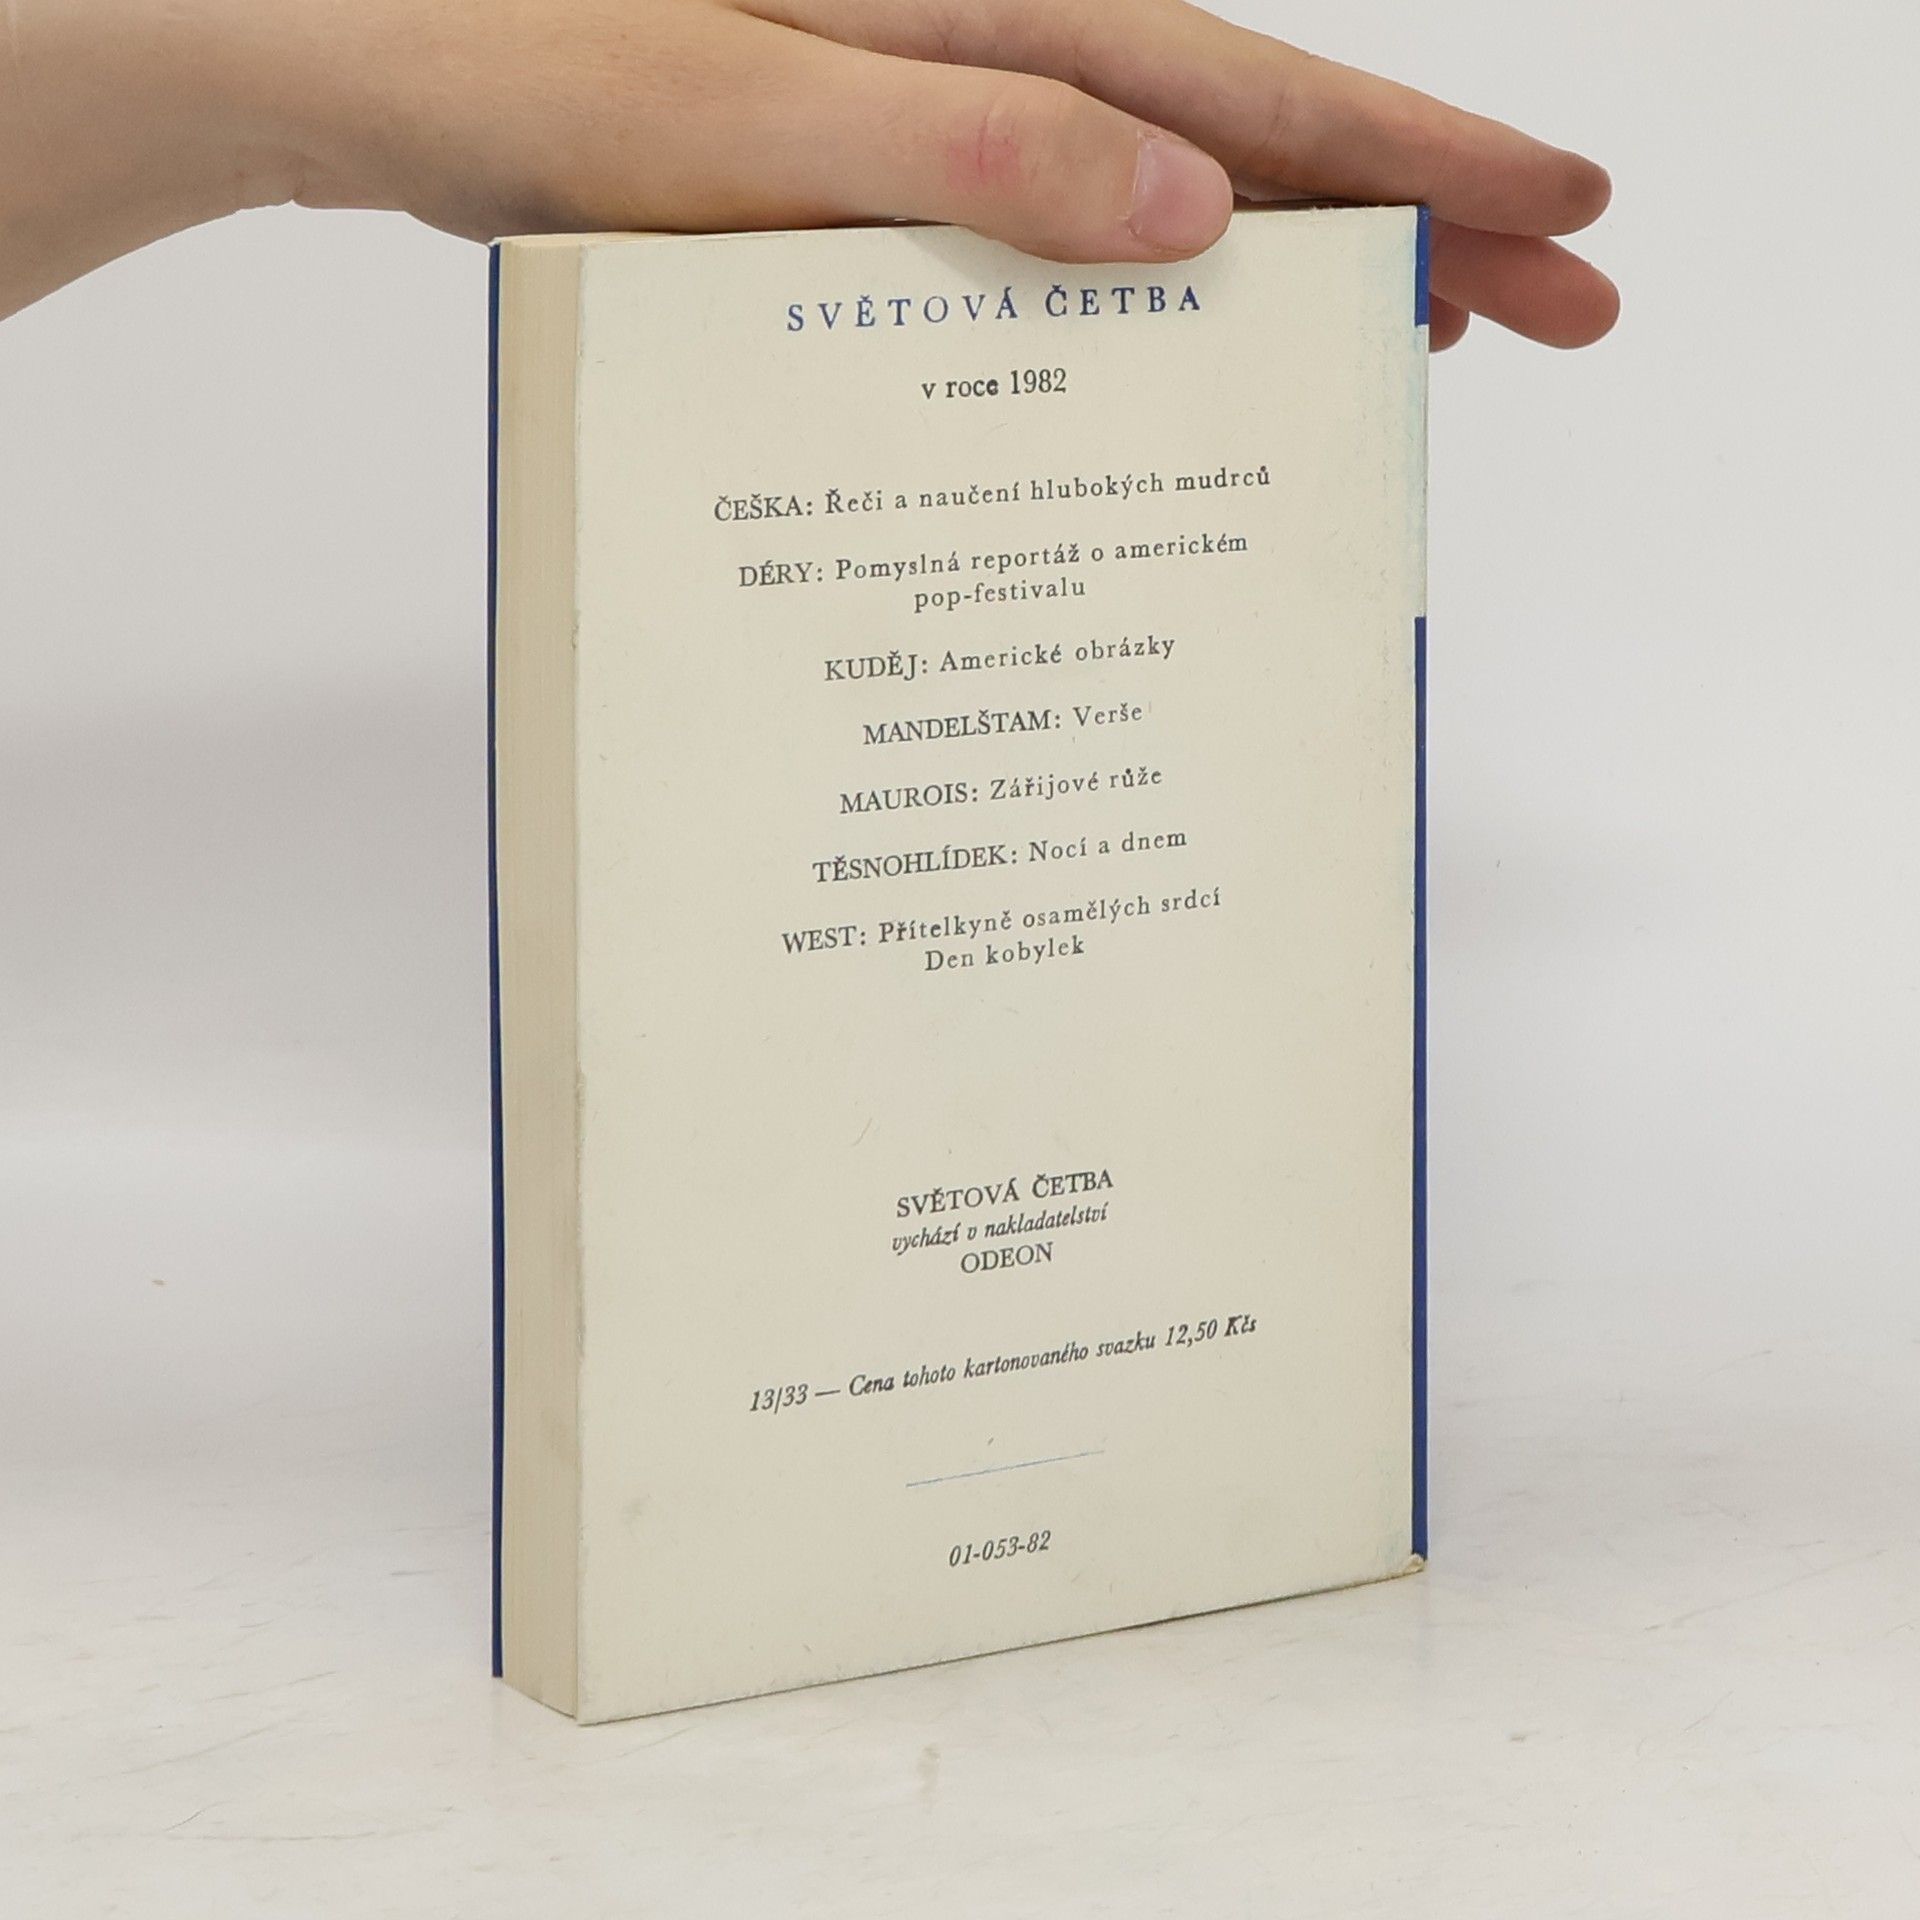 SVĚTOVÁ ČETBA
v roce 1982
ČEŠKA: Řeči a naučení hlubokých mudrců
DÉRY: Pomyslná reportáž o americkém
pop-festivalu
KUDĚJ: Americké obrázky
MANDELŠTAM: Verše
MAUROIS: Zářijové růže
TĚSNOHLÍDEK: Nocí a dnem
WEST: Přítelkyně osamělých srdcí
Den kobylek
SVĚTOVÁ ČETBA
vychází v nakladatelství
ODEON
13/33 — Cena tohoto kartonovaného svazku 12,50 Kčs
01-053-82